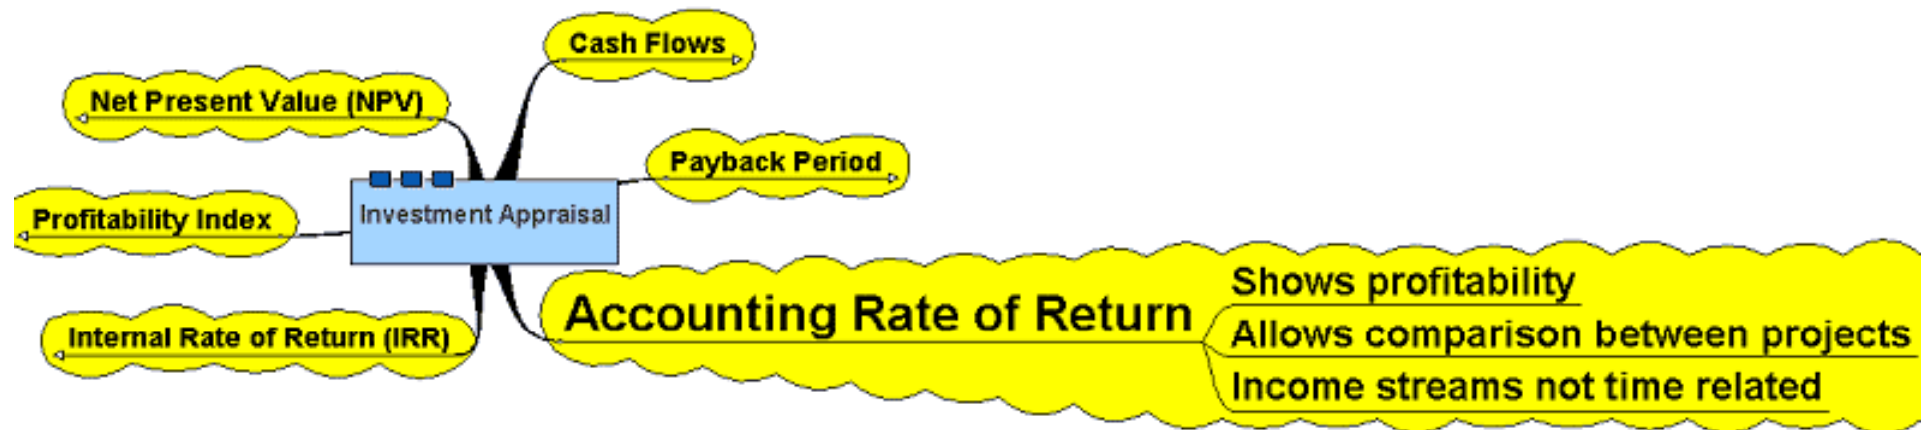 Cash Flows
Net Present Value (NPV)
Payback Period
Investment Appraisal
Profitability Index
Shows profitability
Accounting Rate of Return
Allows comparison between projects
Internal Rate of Return (IRR)
Income streams not time related